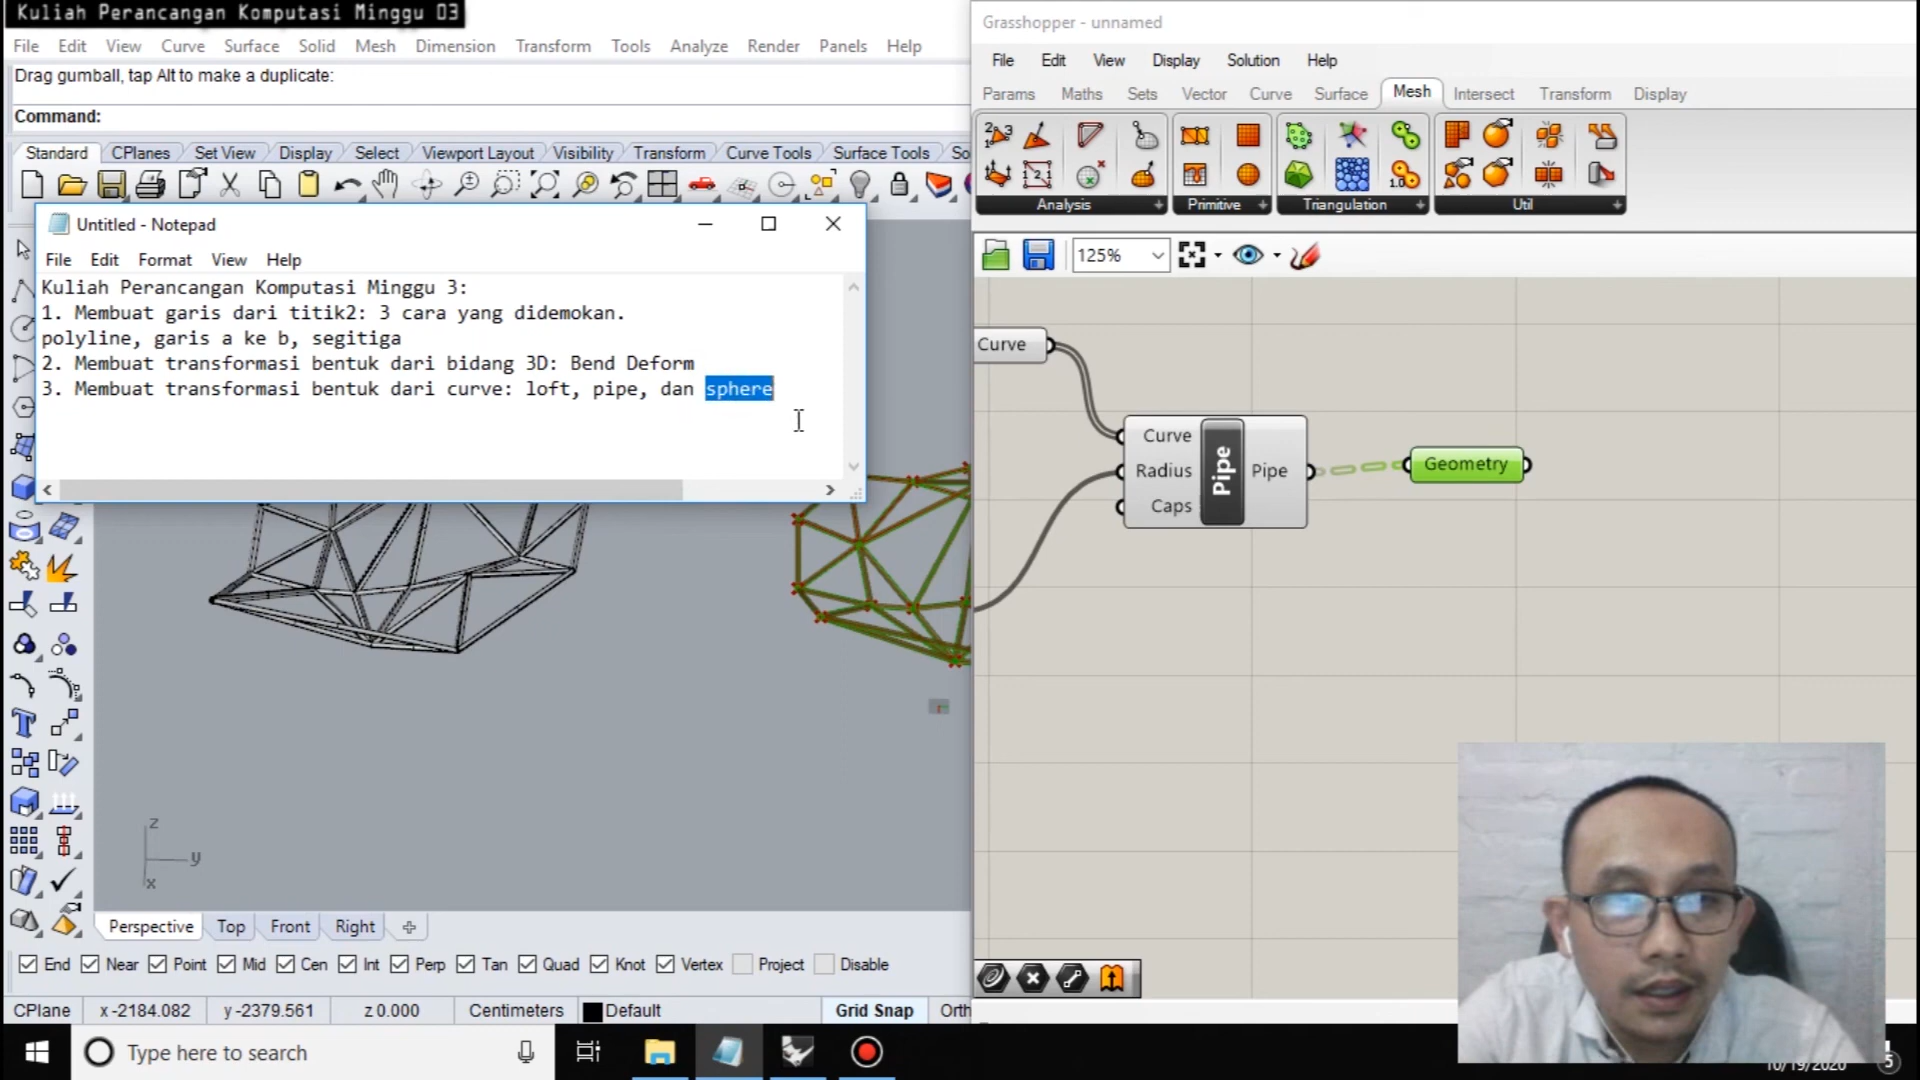 Kuliah Perancangan Komputasi Minggu 03
File Edit View Curve Surface Solid Mesh Dimension Transform Tools Analyze Render Panels Help
Drag gumball, tap Alt to make a duplicate:
Command:
Standard CPlanes Set View Display Select Viewport Layout Visibility Transform Curve Tools Surface Tools So
Untitled - Notepad
File Edit Format View Help
Kuliah Perancangan Komputasi Minggu 3:
1. Membuat garis dari titik2: 3 cara yang didemokan.
polyline, garis a ke b, segitiga
2. Membuat transformasi bentuk dari bidang 3D: Bend Deform
3. Membuat transformasi bentuk dari curve: loft, pipe, dan sphere
z
y
x
Perspective Top Front Right
End Near Point Mid Cen Int Perp Tan Quad Knot Vertex Project Disable
CPlane x -2184.082 y -2379.561 z 0.000 Centimeters Default Grid Snap Orth
Type here to search
Grasshopper - unnamed
File Edit View Display Solution Help
Params Maths Sets Vector Curve Surface Mesh Intersect Transform Display
Analysis Primitive Triangulation Util
125%
Curve
Curve
Radius
Caps
Pipe
Pipe
Geometry
10/19/2020
5